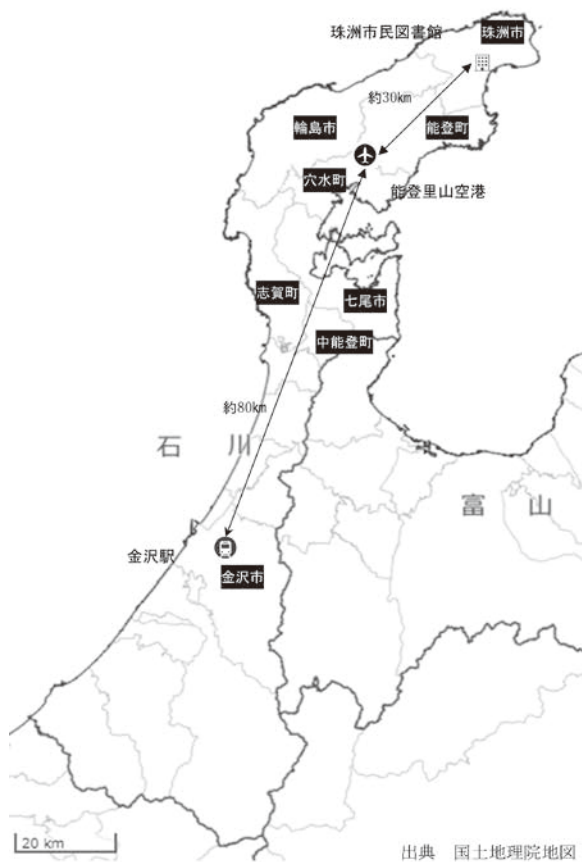 珠洲市民図書館
珠洲市
約30㎞
輪島市
能登町
穴水町
能登里山空港
志賀町
七尾市
中能登町
約80㎞
石川
富山
金沢駅
金沢市
20 km
出典　国土地理院地図